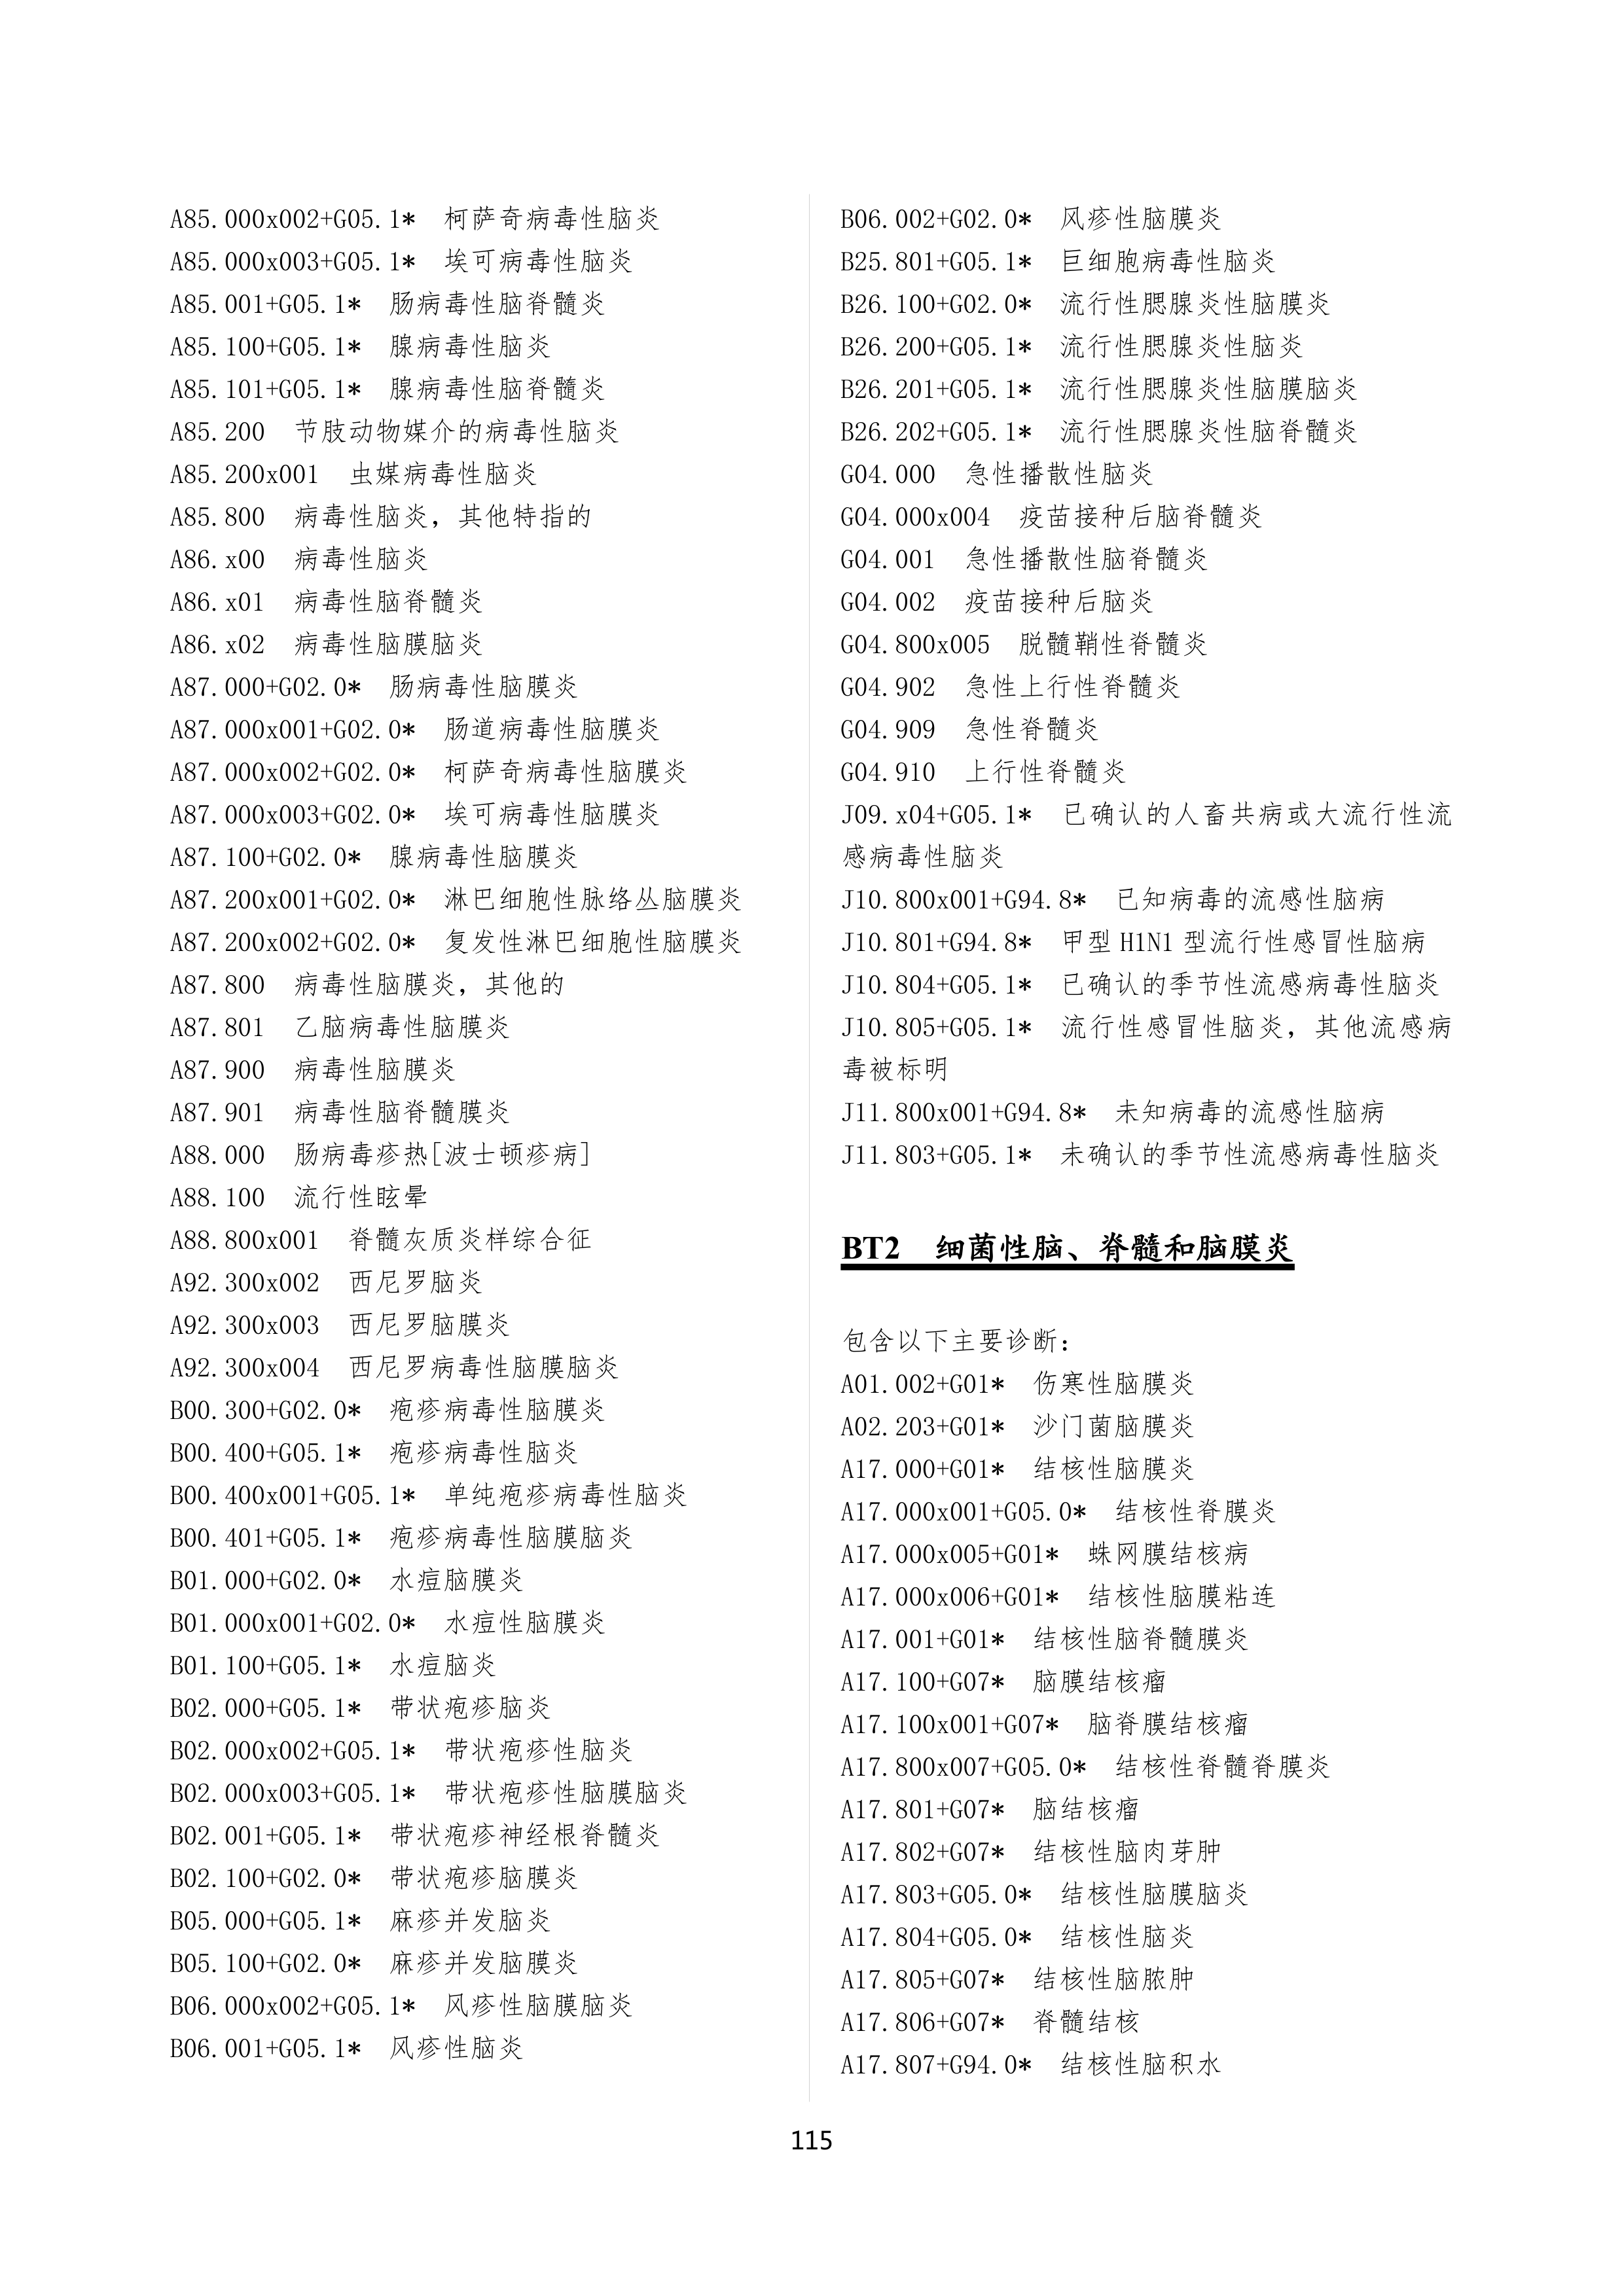 A85.000x002+G05.1*　柯萨奇病毒性脑炎
A85.000x003+G05.1*　埃可病毒性脑炎
A85.001+G05.1*　肠病毒性脑脊髓炎
A85.100+G05.1*　腺病毒性脑炎
A85.101+G05.1*　腺病毒性脑脊髓炎
A85.200　节肢动物媒介的病毒性脑炎
A85.200x001　虫媒病毒性脑炎
A85.800　病毒性脑炎，其他特指的
A86.x00　病毒性脑炎
A86.x01　病毒性脑脊髓炎
A86.x02　病毒性脑膜脑炎
A87.000+G02.0*　肠病毒性脑膜炎
A87.000x001+G02.0*　肠道病毒性脑膜炎
A87.000x002+G02.0*　柯萨奇病毒性脑膜炎
A87.000x003+G02.0*　埃可病毒性脑膜炎
A87.100+G02.0*　腺病毒性脑膜炎
A87.200x001+G02.0*　淋巴细胞性脉络丛脑膜炎
A87.200x002+G02.0*　复发性淋巴细胞性脑膜炎
A87.800　病毒性脑膜炎，其他的
A87.801　乙脑病毒性脑膜炎
A87.900　病毒性脑膜炎
A87.901　病毒性脑脊髓膜炎
A88.000　肠病毒疹热[波士顿疹病]
A88.100　流行性眩晕
A88.800x001　脊髓灰质炎样综合征
A92.300x002　西尼罗脑炎
A92.300x003　西尼罗脑膜炎
A92.300x004　西尼罗病毒性脑膜脑炎
B00.300+G02.0*　疱疹病毒性脑膜炎
B00.400+G05.1*　疱疹病毒性脑炎
B00.400x001+G05.1*　单纯疱疹病毒性脑炎
B00.401+G05.1*　疱疹病毒性脑膜脑炎
B01.000+G02.0*　水痘脑膜炎
B01.000x001+G02.0*　水痘性脑膜炎
B01.100+G05.1*　水痘脑炎
B02.000+G05.1*　带状疱疹脑炎
B02.000x002+G05.1*　带状疱疹性脑炎
B02.000x003+G05.1*　带状疱疹性脑膜脑炎
B02.001+G05.1*　带状疱疹神经根脊髓炎
B02.100+G02.0*　带状疱疹脑膜炎
B05.000+G05.1*　麻疹并发脑炎
B05.100+G02.0*　麻疹并发脑膜炎
B06.000x002+G05.1*　风疹性脑膜脑炎
B06.001+G05.1*　风疹性脑炎
B06.002+G02.0*　风疹性脑膜炎
B25.801+G05.1*　巨细胞病毒性脑炎
B26.100+G02.0*　流行性腮腺炎性脑膜炎
B26.200+G05.1*　流行性腮腺炎性脑炎
B26.201+G05.1*　流行性腮腺炎性脑膜脑炎
B26.202+G05.1*　流行性腮腺炎性脑脊髓炎
G04.000　急性播散性脑炎
G04.000x004　疫苗接种后脑脊髓炎
G04.001　急性播散性脑脊髓炎
G04.002　疫苗接种后脑炎
G04.800x005　脱髓鞘性脊髓炎
G04.902　急性上行性脊髓炎
G04.909　急性脊髓炎
G04.910　上行性脊髓炎
J09.x04+G05.1*　已确认的人畜共病或大流行性流
感病毒性脑炎
J10.800x001+G94.8*　已知病毒的流感性脑病
J10.801+G94.8*　甲型 H1N1 型流行性感冒性脑病
J10.804+G05.1*　已确认的季节性流感病毒性脑炎
J10.805+G05.1*　流行性感冒性脑炎，其他流感病
毒被标明
J11.800x001+G94.8*　未知病毒的流感性脑病
J11.803+G05.1*　未确认的季节性流感病毒性脑炎
BT2　细菌性脑、脊髓和脑膜炎
包含以下主要诊断：
A01.002+G01*　伤寒性脑膜炎
A02.203+G01*　沙门菌脑膜炎
A17.000+G01*　结核性脑膜炎
A17.000x001+G05.0*　结核性脊膜炎
A17.000x005+G01*　蛛网膜结核病
A17.000x006+G01*　结核性脑膜粘连
A17.001+G01*　结核性脑脊髓膜炎
A17.100+G07*　脑膜结核瘤
A17.100x001+G07*　脑脊膜结核瘤
A17.800x007+G05.0*　结核性脊髓脊膜炎
A17.801+G07*　脑结核瘤
A17.802+G07*　结核性脑肉芽肿
A17.803+G05.0*　结核性脑膜脑炎
A17.804+G05.0*　结核性脑炎
A17.805+G07*　结核性脑脓肿
A17.806+G07*　脊髓结核
A17.807+G94.0*　结核性脑积水
115